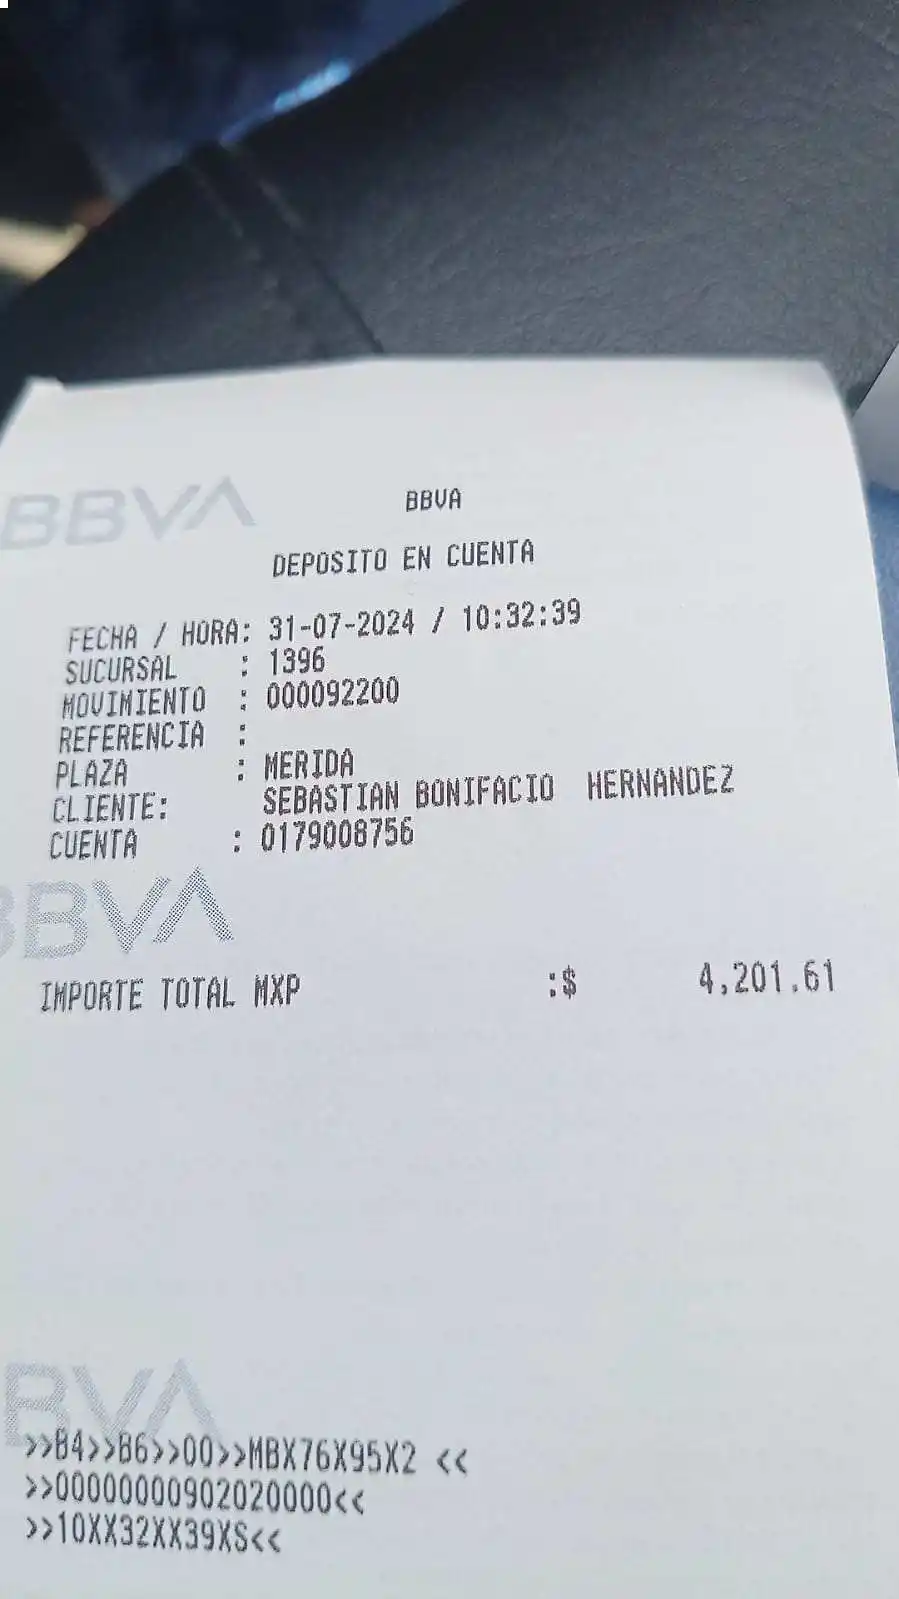 BBVA
BBVA
DEPOSITO EN CUENTA
FECHA / HORA: 31-07-2024 / 10:32:39
SUCURSAL : 1396
MOVIMIENTO : 000092200
REFERENCIA :
PLAZA : MERIDA
CLIENTE: SEBASTIAN BONIFACIO HERNANDEZ
CUENTA : 0179008756
BBVA
IMPORTE TOTAL MXP :$ 4,201.61
BVA
>>B4>>B6>>00>>MBX76X95X2 <<
>>00000000902020000<<
>>10XX32XX39XS<<